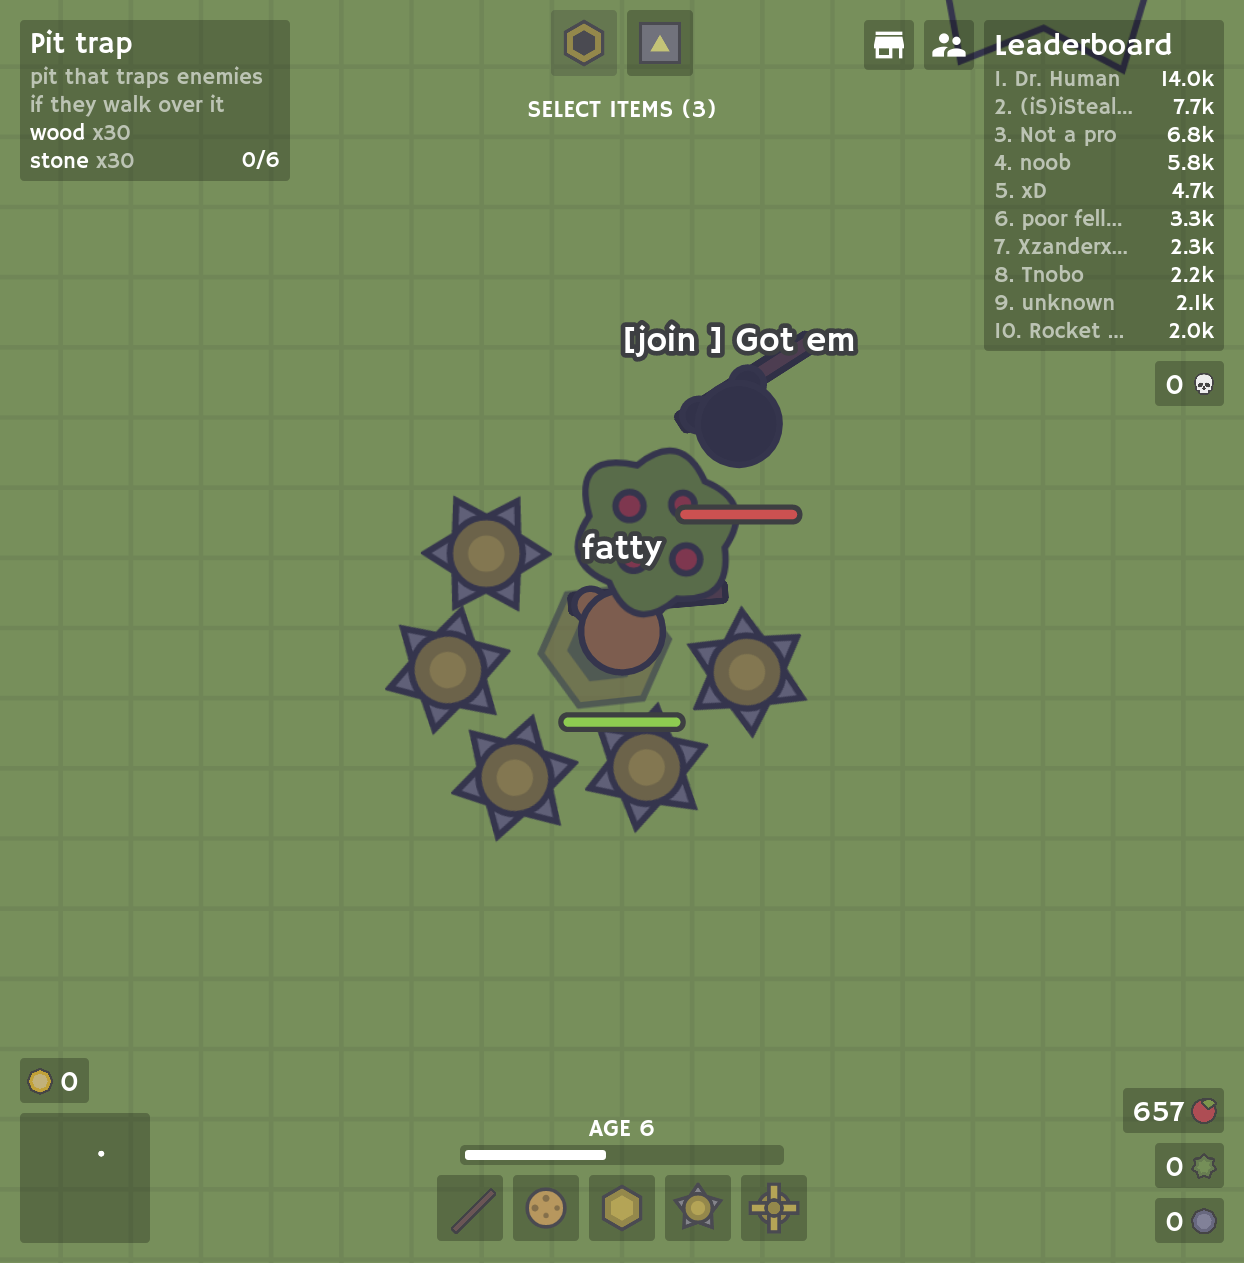 Pit trap
pit that traps enemies
if they walk over it
wood x30
stone x30 0/6
SELECT ITEMS (3)
Leaderboard
1. Dr. Human 14.0k
2. (iS)iSteal... 7.7k
3. Not a pro 6.8k
4. noob 5.8k
5. xD 4.7k
6. poor fell... 3.3k
7. Xzanderx... 2.3k
8. Tnobo 2.2k
9. unknown 2.1k
10. Rocket ... 2.0k
0
[join ] Got em
fatty
0
657
AGE 6
0
0